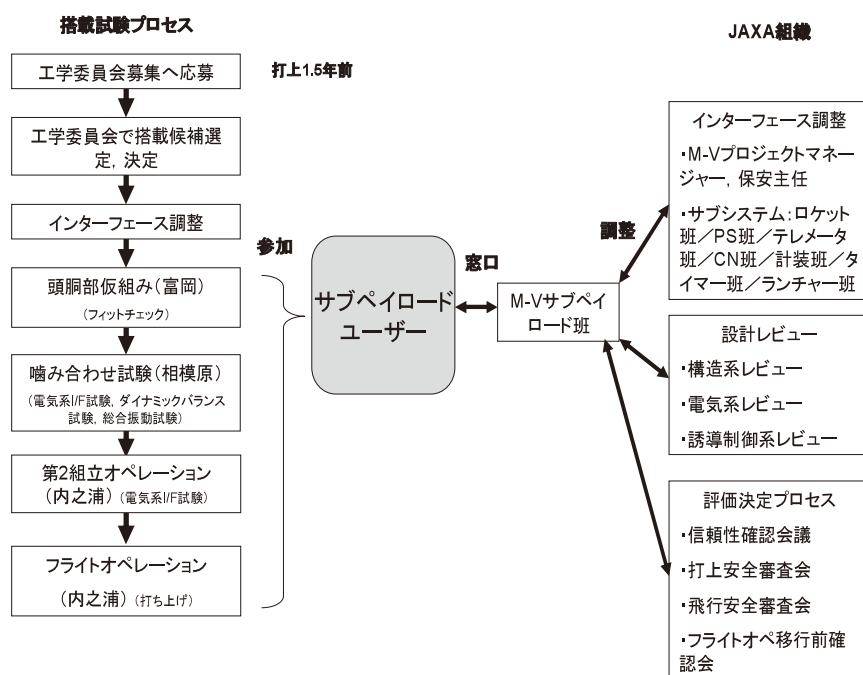 搭載試験プロセス
工学委員会募集へ応募
打上1.5年前
工学委員会で搭載候補選
定, 決定
インターフェース調整
頭胴部仮組み(富岡)
(フィットチェック)
噛み合わせ試験(相模原)
(電気系I/F試験, ダイナミックバランス
試験, 総合振動試験)
第2組立オペレーション
(内之浦) (電気系I/F試験)
フライトオペレーション
(内之浦) (打ち上げ)
参加
サブペイロード
ユーザー
窓口
M-Vサブペイ
ロード班
調整
JAXA組織
インターフェース調整
・M-Vプロジェクトマネ
ージャー, 保安主任
・サブシステム:ロケット
班/PS班/テレメータ
班/CN班/計装班/タ
イマー班/ランチャー班
設計レビュー
・構造系レビュー
・電気系レビュー
・誘導制御系レビュー
評価決定プロセス
・信頼性確認会議
・打上安全審査会
・飛行安全審査会
・フライトオペ移行前確
認会